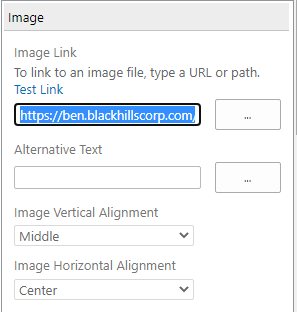 Image
Image Link
To link to an image file, type a URL or path.
Test Link
https://ben.blackhillscorp.com/
...
Alternative Text
...
Image Vertical Alignment
Middle
Image Horizontal Alignment
Center